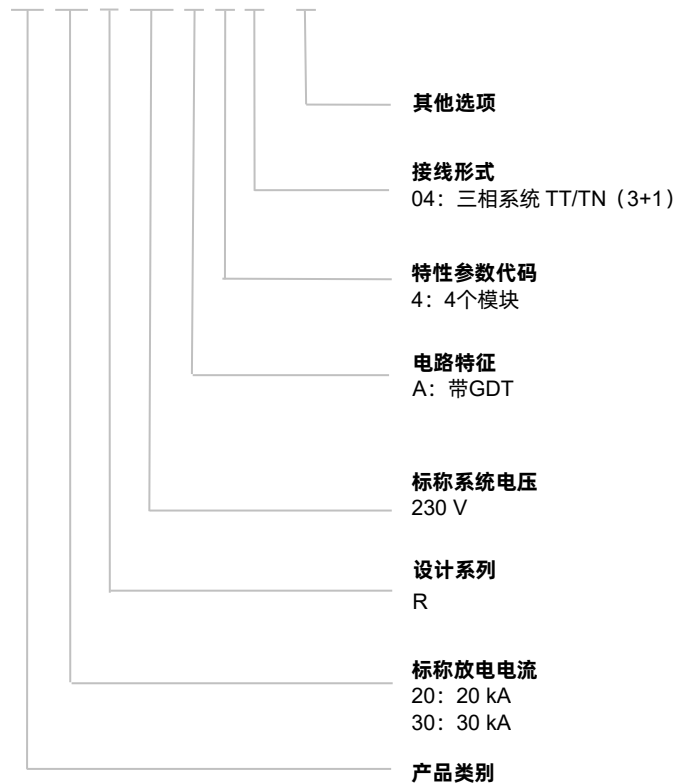 其他选项
接线形式
04：三相系统 TT/TN（3+1）
特性参数代码
4：4个模块
电路特征
A：带GDT
标称系统电压
230 V
设计系列
R
标称放电电流
20：20 kA
30：30 kA
产品类别